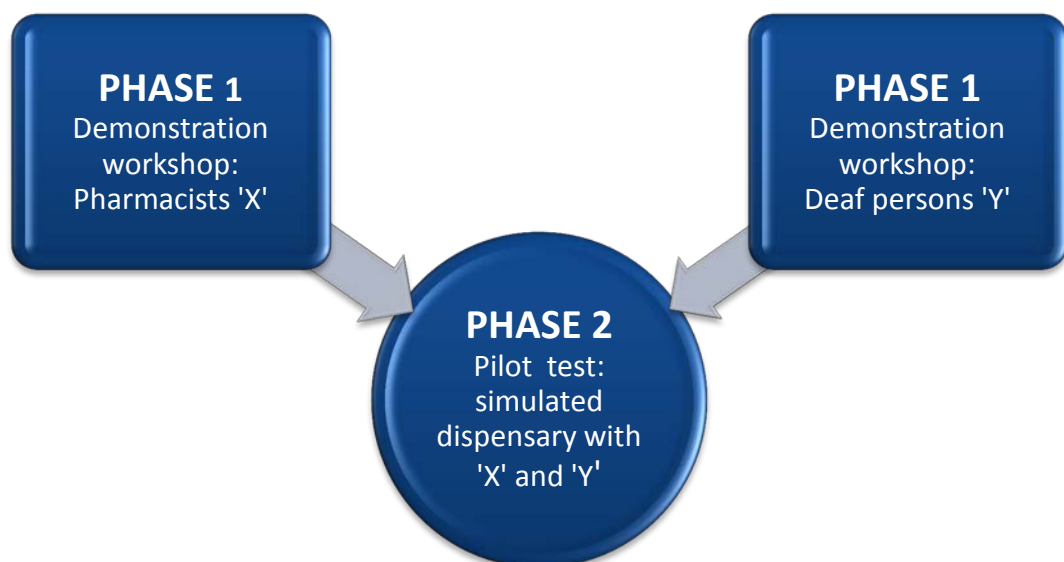 PHASE 1
Demonstration
workshop:
Pharmacists 'X'
PHASE 1
Demonstration
workshop:
Deaf persons 'Y'
PHASE 2
Pilot  test:
simulated
dispensary with
'X' and 'Y'